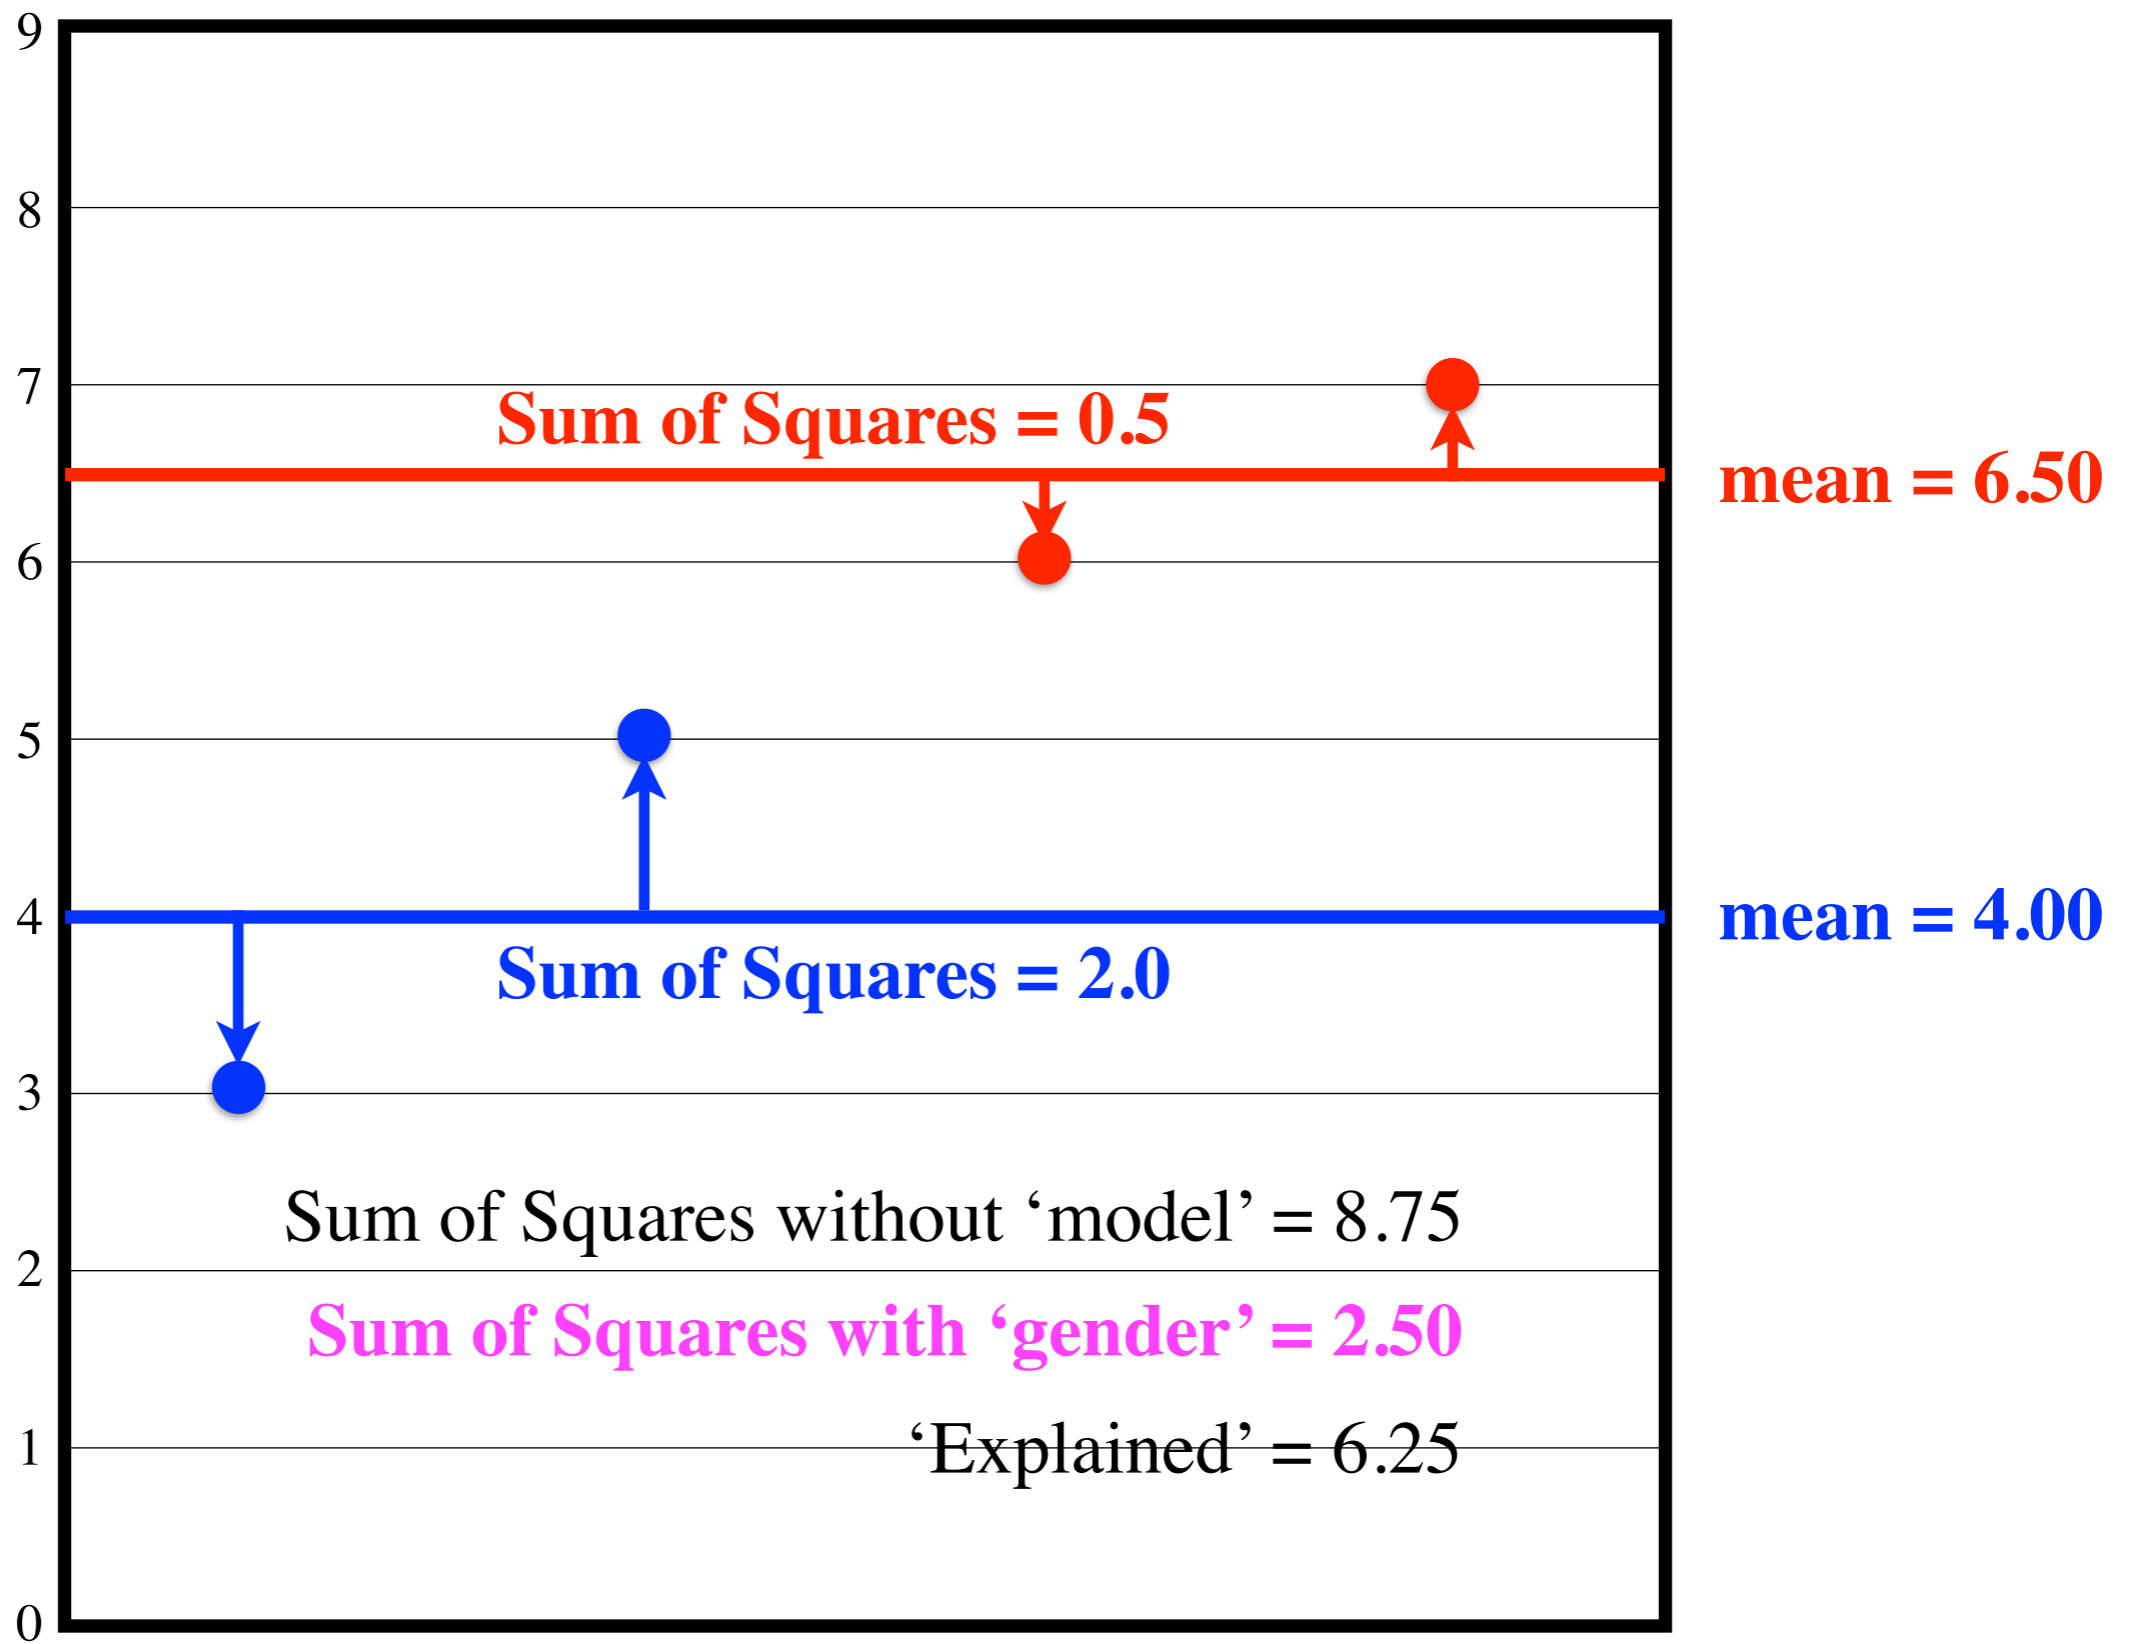 9
8
7
Sum of Squares = 0.5
mean = 6.50
6
5
4
mean = 4.00
Sum of Squares = 2.0
3
Sum of Squares without ‘model’ = 8.75
2
Sum of Squares with ‘gender’ = 2.50
1
‘Explained’ = 6.25
0